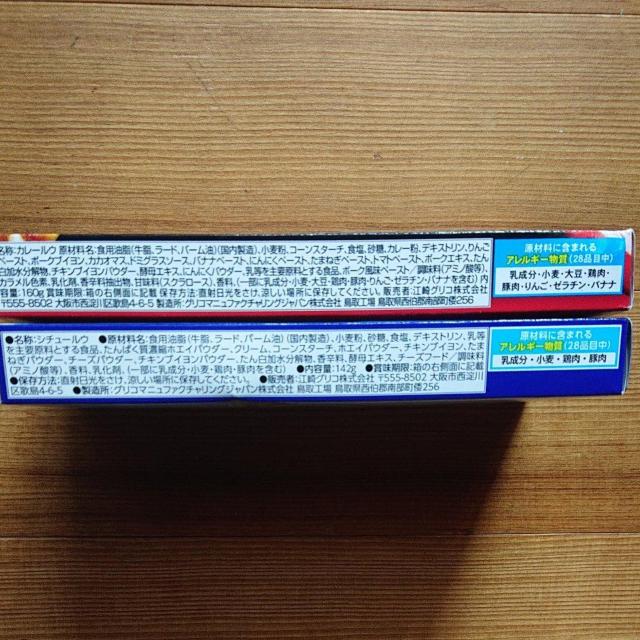 名称:カレールウ 原材料名:食用油脂(牛脂、ラード、パーム油)(国内製造)、小麦粉、コーンスターチ、食塩、砂糖、カレー粉、デキストリン、りんご
ペースト、ポークブイヨン、カカオマス、ドミグラスソース、バナナペースト、にんにくペースト、たまねぎペースト、トマトペースト、ポークエキス、たん
白加水分解物、チキンブイヨンパウダー、酵母エキス、にんにくパウダー、乳等を主要原料とする食品、ポーク風味ペースト/調味料(アミノ酸等)、
カラメル色素、乳化剤、香辛料抽出物、甘味料(スクラロース)、香料、(一部に乳成分・小麦・大豆・鶏肉・豚肉・りんご・ゼラチン・バナナを含む) 内
容量:160g 賞味期限:箱の右側面に記載 保存方法:直射日光をさけ、涼しい場所に保存してください。 販売者:江崎グリコ株式会社
〒555-8502 大阪市西淀川区歌島4-6-5 製造所:グリコマニュファクチャリングジャパン株式会社 鳥取工場 鳥取県西伯郡南部町倭256
原材料に含まれる
アレルギー物質(28品目中)
乳成分・小麦・大豆・鶏肉・
豚肉・りんご・ゼラチン・バナナ
●名称:シチュールウ ●原材料名:食用油脂(牛脂、ラード、パーム油)(国内製造)、小麦粉、砂糖、食塩、デキストリン、乳等
を主要原料とする食品、たんぱく質濃縮ホエイパウダー、クリーム、コーンスターチ、ホエイパウダー、チキンブイヨン、たま
ねぎパウダー、チーズパウダー、チキンブイヨンパウダー、たん白加水分解物、香辛料、酵母エキス、チーズフード/調味料
(アミノ酸等)、香料、乳化剤、(一部に乳成分・小麦・鶏肉・豚肉を含む) ●内容量:142g ●賞味期限:箱の右側面に記載
●保存方法:直射日光をさけ、涼しい場所に保存してください。 ●販売者:江崎グリコ株式会社 〒555-8502 大阪市西淀川
区歌島4-6-5 ●製造所:グリコマニュファクチャリングジャパン株式会社 鳥取工場 鳥取県西伯郡南部町倭256
原材料に含まれる
アレルギー物質(28品目中)
乳成分・小麦・鶏肉・豚肉